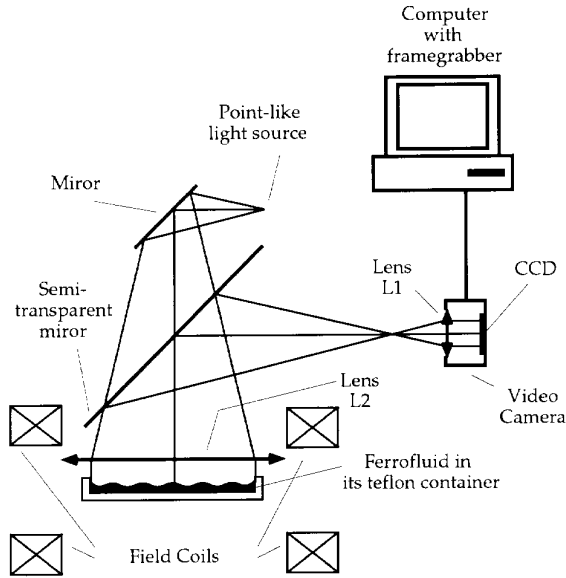 Computer
with
framegrabber
Point-like
light source
Miror
Semi-
transparent
miror
Lens
L1
CCD
Lens
L2
Video
Camera
Ferrofluid in
its teflon container
Field Coils